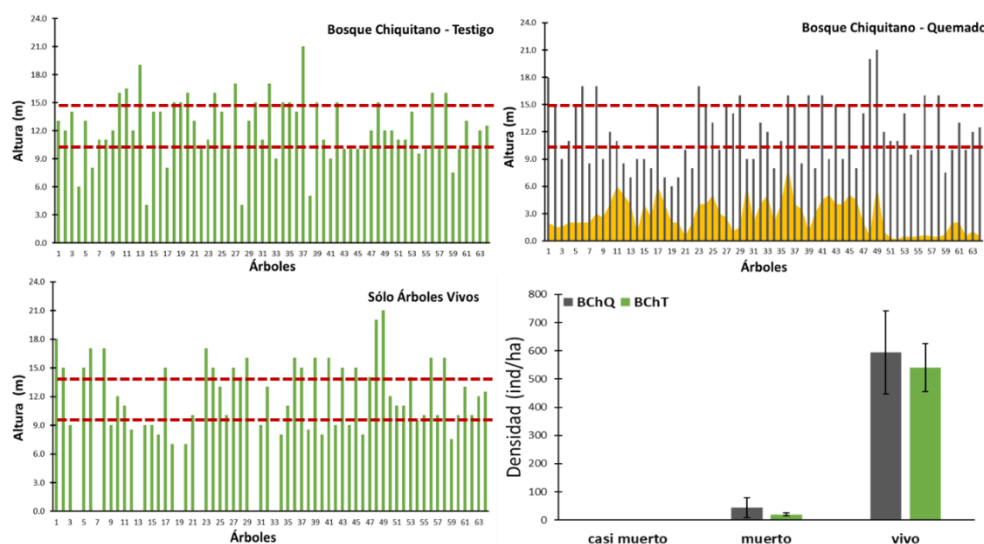 Bosque Chiquitano - Testigo
Altura (m)
24.0
21.0
18.0
15.0
12.0
9.0
6.0
3.0
0.0
1 3 5 7 9 11 13 15 17 19 21 23 25 27 29 31 33 35 37 39 41 43 45 47 49 51 53 55 57 59 61 63
Árboles
Bosque Chiquitano - Quemado
Altura (m)
24.0
21.0
18.0
15.0
12.0
9.0
6.0
3.0
0.0
1 3 5 7 9 11 13 15 17 19 21 23 25 27 29 31 33 35 37 39 41 43 45 47 49 51 53 55 57 59 61 63
Árboles
Sólo Árboles Vivos
Altura (m)
24.0
21.0
18.0
15.0
12.0
9.0
6.0
3.0
0.0
1 3 5 7 9 11 13 15 17 19 21 23 25 27 29 31 33 35 37 39 41 43 45 47 49 51 53 55 57 59 61 63
Árboles
BChQ BChT
Densidad (ind/ha)
800
700
600
500
400
300
200
100
0
casi muerto muerto vivo